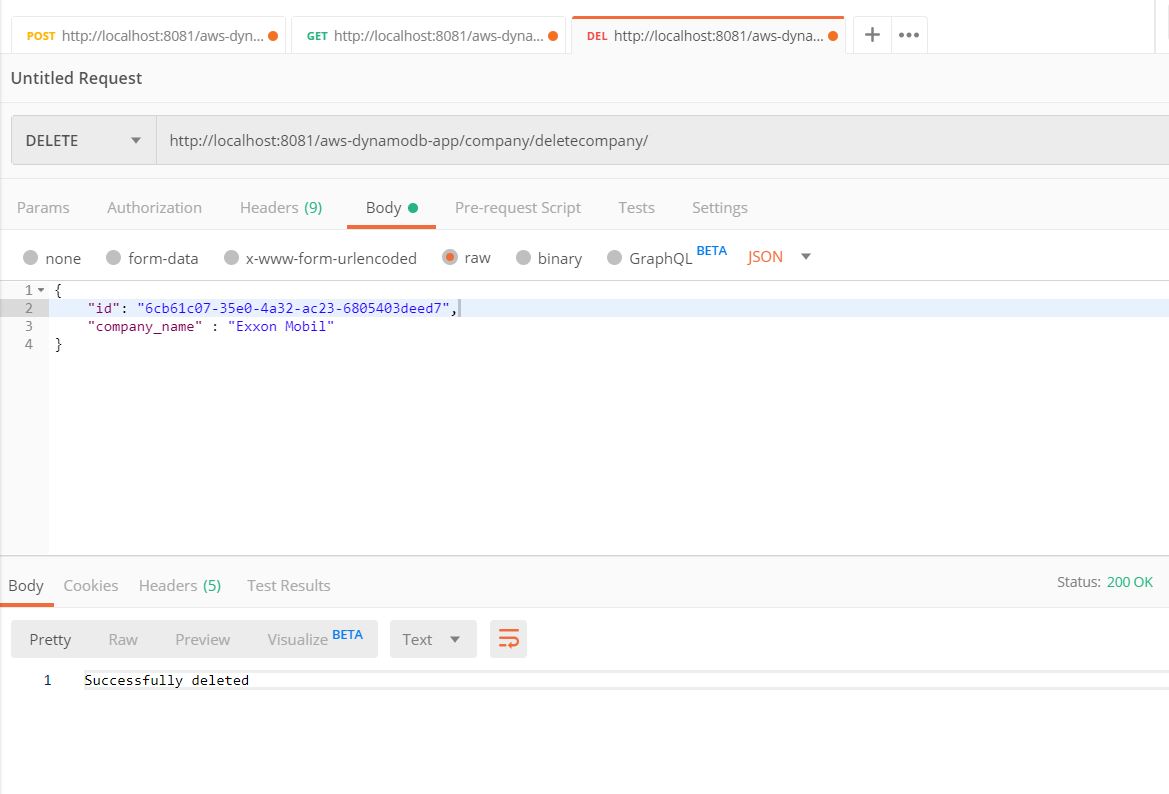 POST http://localhost:8081/aws-dyn... GET http://localhost:8081/aws-dyna... DEL http://localhost:8081/aws-dyna...
Untitled Request
DELETE http://localhost:8081/aws-dynamodb-app/company/deletecompany/
Params Authorization Headers (9) Body Pre-request Script Tests Settings
none form-data x-www-form-urlencoded raw binary GraphQL BETA JSON
1 {
2 "id": "6cb61c07-35e0-4a32-ac23-6805403deed7",
3 "company_name" : "Exxon Mobil"
4 }
Body Cookies Headers (5) Test Results Status: 200 OK
Pretty Raw Preview Visualize BETA Text
1 Successfully deleted